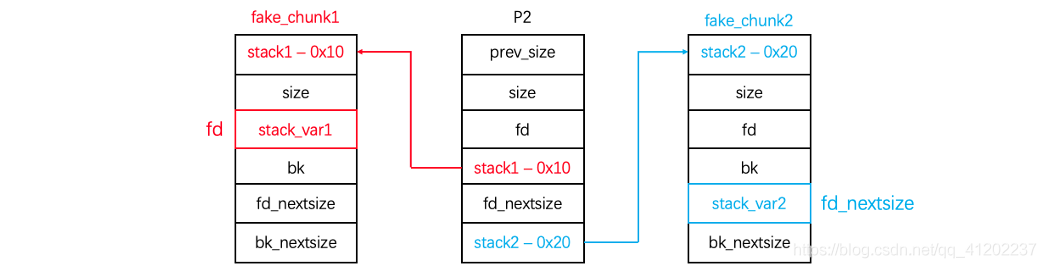 fake_chunk1
stack1 – 0x10
size
fd
stack_var1
bk
fd_nextsize
bk_nextsize
P2
prev_size
size
fd
stack1 – 0x10
fd_nextsize
stack2 – 0x20
fake_chunk2
stack2 – 0x20
size
fd
bk
stack_var2
fd_nextsize
bk_nextsize
https://blog.csdn.net/qq_41202237